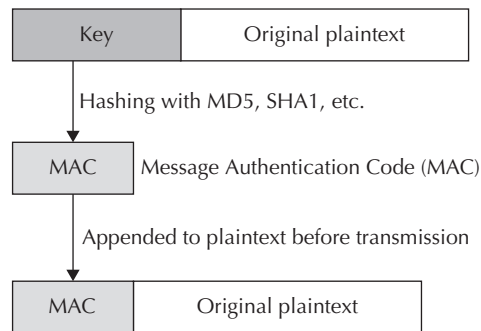 Key Original plaintext
Hashing with MD5, SHA1, etc.
MAC Message Authentication Code (MAC)
Appended to plaintext before transmission
MAC Original plaintext